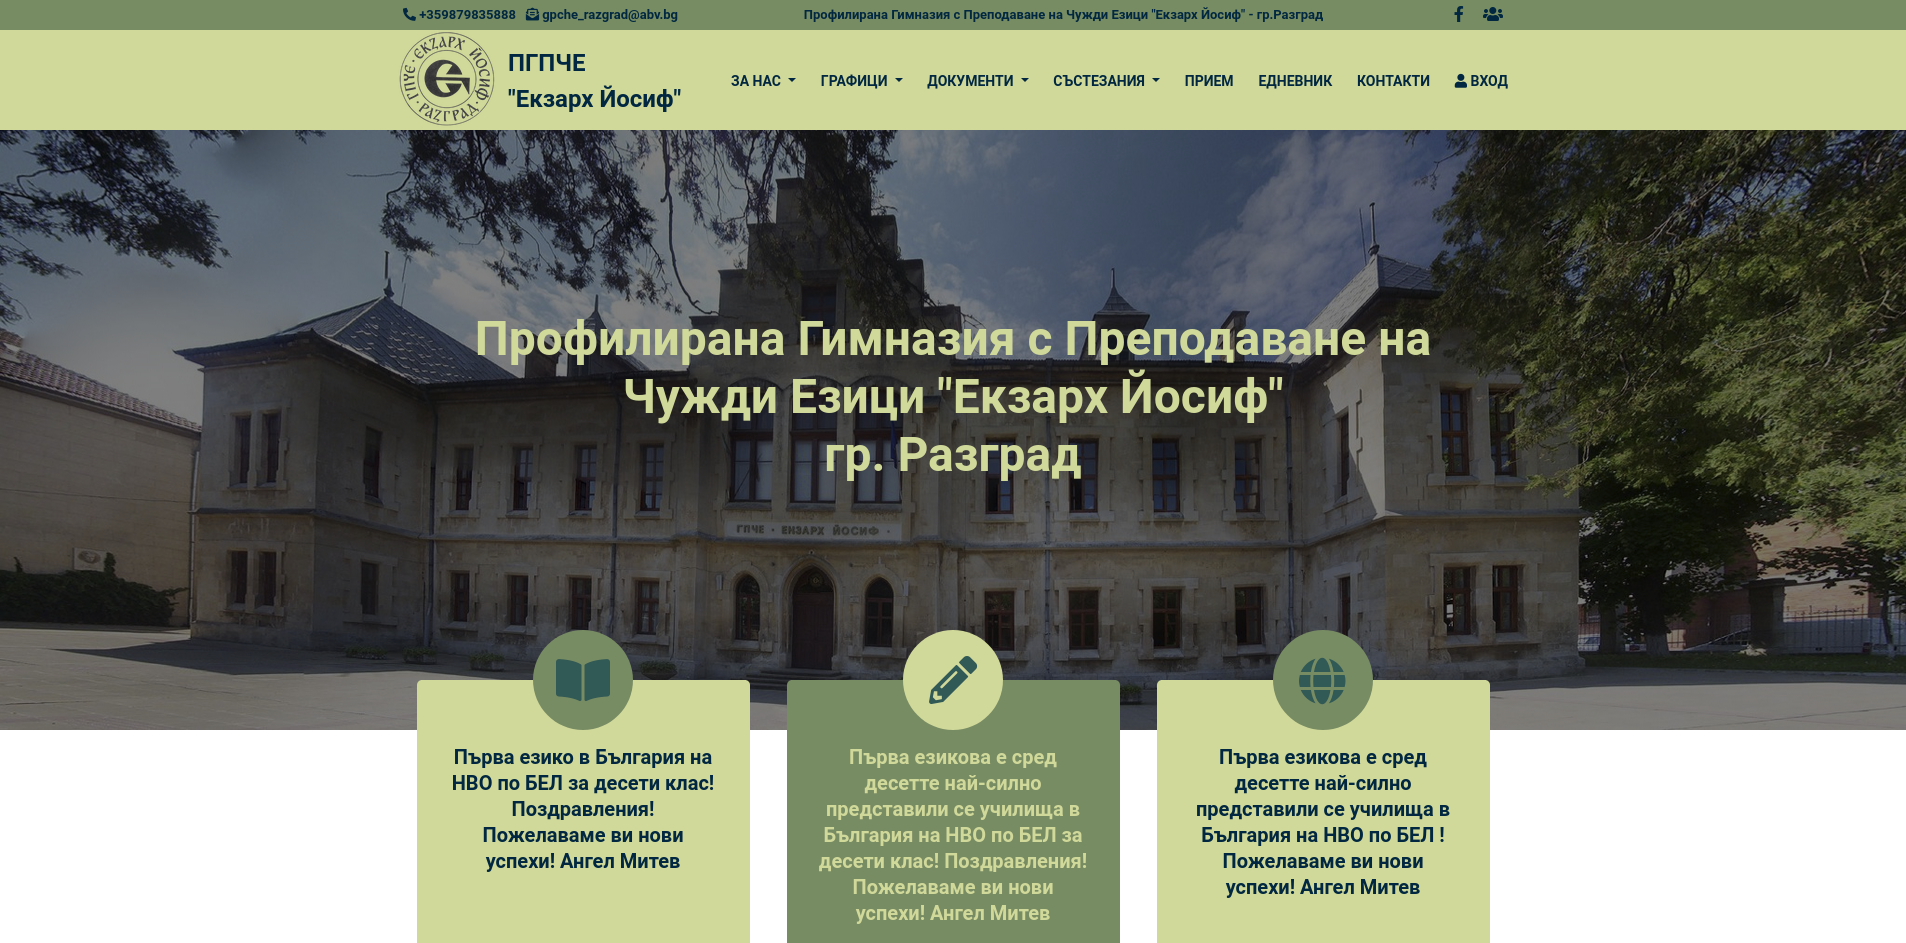 +359879835888 gpche_razgrad@abv.bg Профилирана Гимназия с Преподаване на Чужди Езици "Екзарх Йосиф" - гр.Разград
ЕКЗАРХ ЙОСИФ · РАЗГРАД · ГПЧЕ ·
ПГПЧЕ
"Екзарх Йосиф"
ЗА НАС ГРАФИЦИ ДОКУМЕНТИ СЪСТЕЗАНИЯ ПРИЕМ ЕДНЕВНИК КОНТАКТИ ВХОД
Профилирана Гимназия с Преподаване на
Чужди Езици "Екзарх Йосиф"
гр. Разград
ГПЧЕ · ЕКЗАРХ ЙОСИФ ·
Първа езико в България на
НВО по БЕЛ за десети клас!
Поздравления!
Пожелаваме ви нови
успехи! Ангел Митев
Първа езикова е сред
десетте най-силно
представили се училища в
България на НВО по БЕЛ за
десети клас! Поздравления!
Пожелаваме ви нови
успехи! Ангел Митев
Първа езикова е сред
десетте най-силно
представили се училища в
България на НВО по БЕЛ !
Пожелаваме ви нови
успехи! Ангел Митев